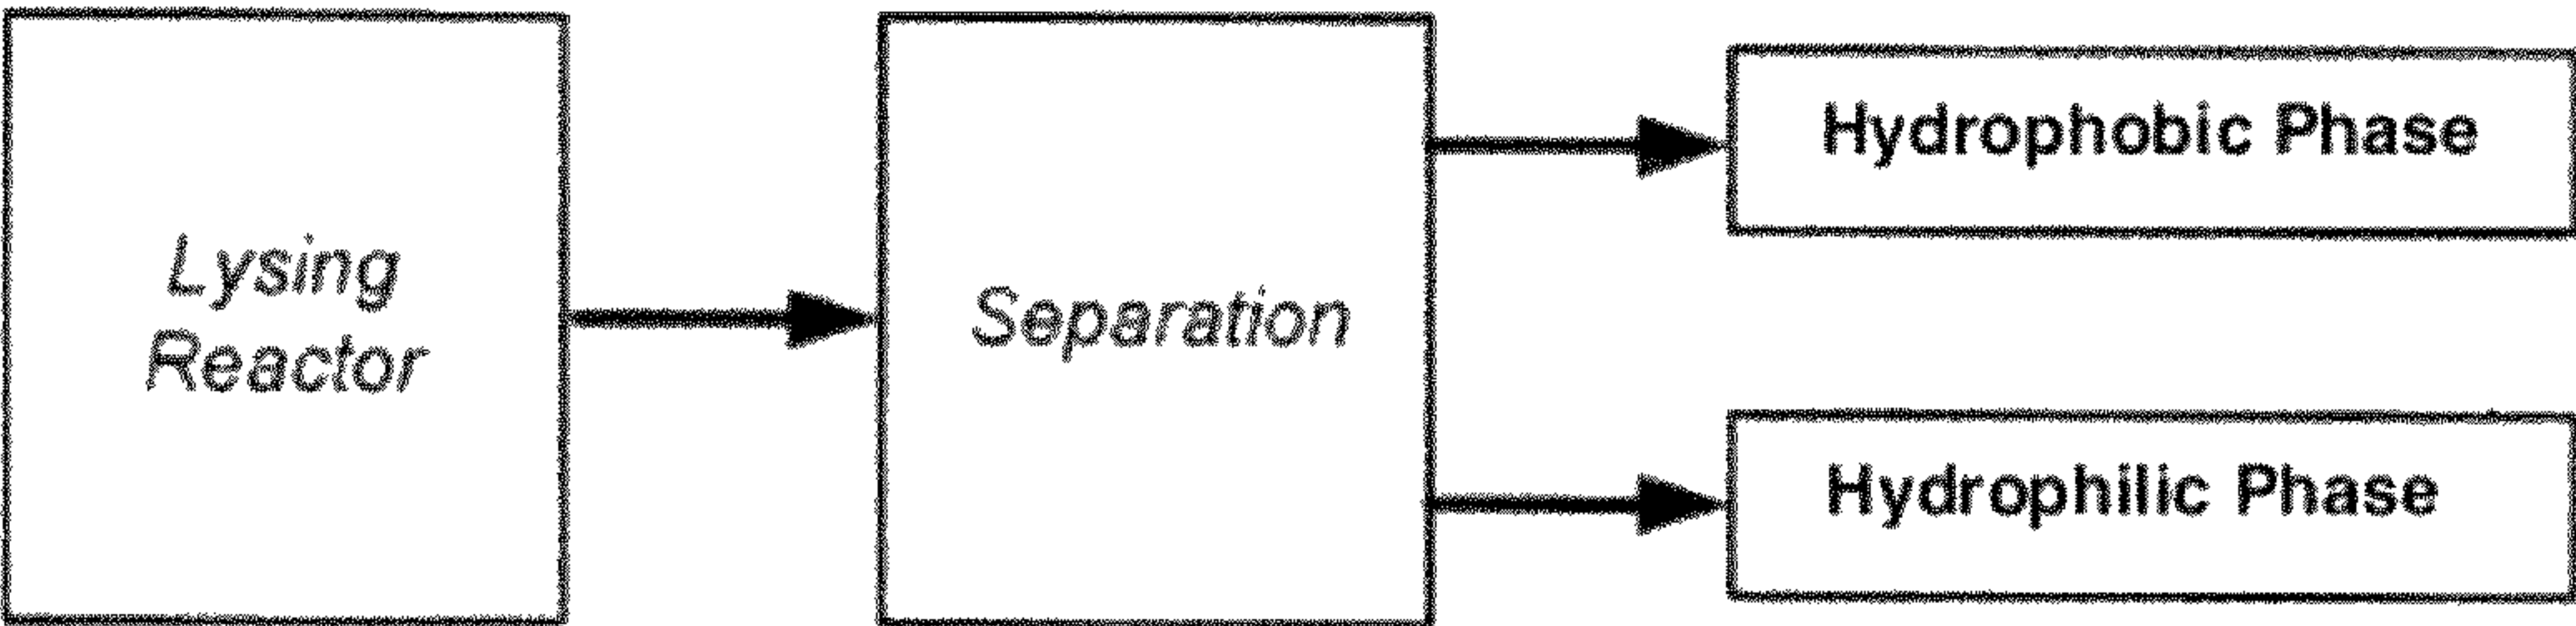 Lysing
Reactor
Separation
Hydrophobic Phase
Hydrophilic Phase